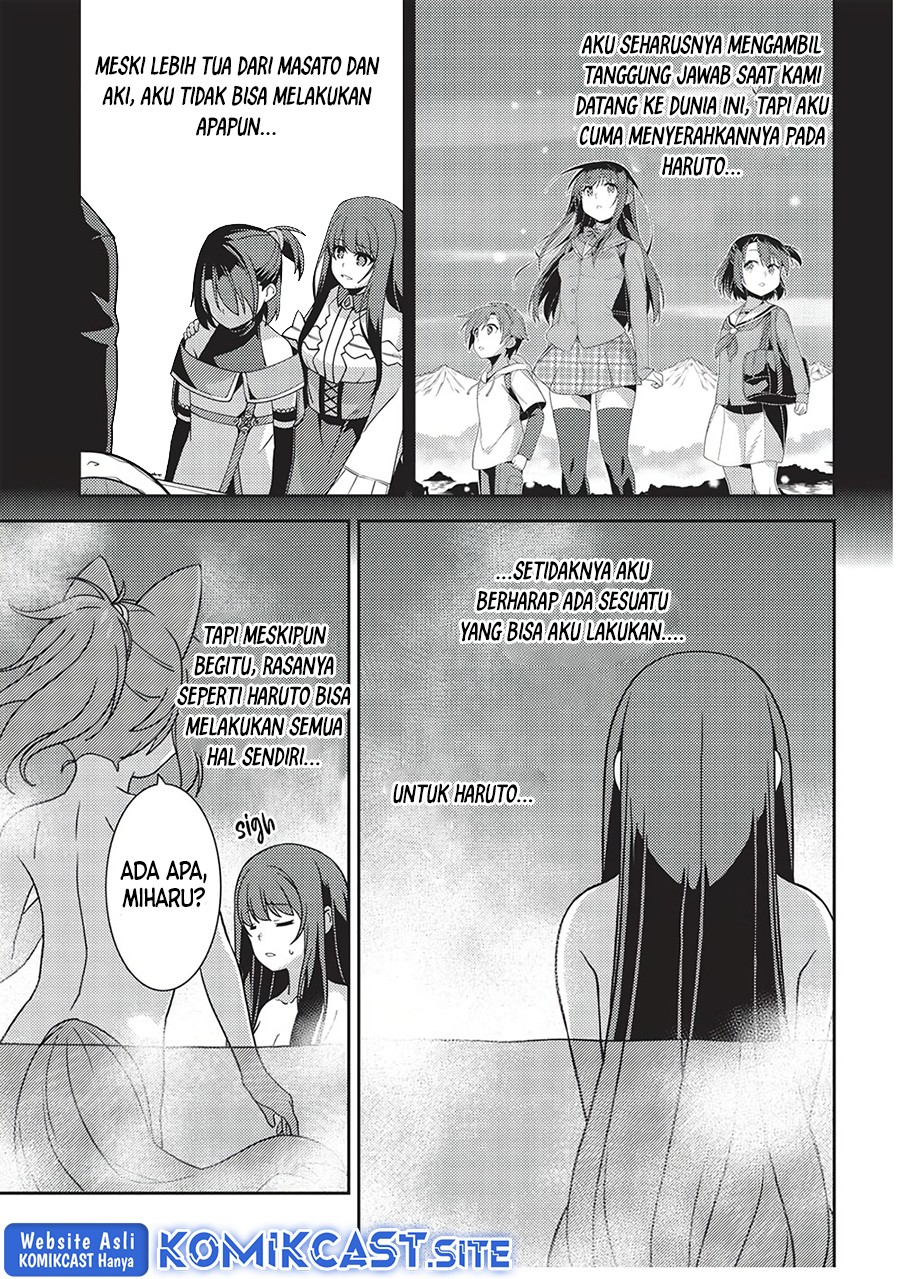 AKU SEHARUSNYA MENGAMBIL
TANGGUNG JAWAB SAAT KAMI
DATANG KE DUNIA INI, TAPI AKU
CUMA MENYERAHKANNYA PADA
HARUTO...
MESKI LEBIH TUA DARI MASATO DAN
AKI, AKU TIDAK BISA MELAKUKAN
APAPUN...
...SETIDAKNYA AKU
BERHARAP ADA SESUATU
YANG BISA AKU LAKUKAN....
UNTUK HARUTO...
TAPI MESKIPUN
BEGITU, RASANYA
SEPERTI HARUTO BISA
MELAKUKAN SEMUA
HAL SENDIRI...
sigh
ADA APA,
MIHARU?
Website Asli
KOMIKCAST Hanya
KOMIKCAST.SITE